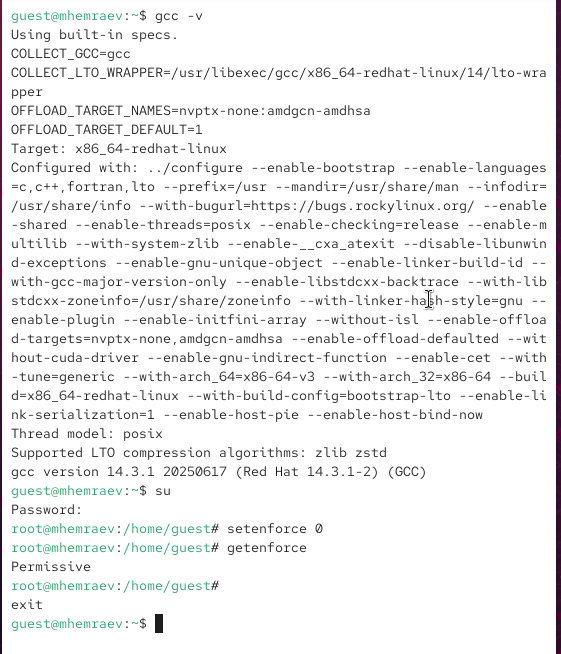 guest@mhemraev:~$ gcc -v
Using built-in specs.
COLLECT_GCC=gcc
COLLECT_LTO_WRAPPER=/usr/libexec/gcc/x86_64-redhat-linux/14/lto-wra
pper
OFFLOAD_TARGET_NAMES=nvptx-none:amdgcn-amdhsa
OFFLOAD_TARGET_DEFAULT=1
Target: x86_64-redhat-linux
Configured with: ../configure --enable-bootstrap --enable-languages
=c,c++,fortran,lto --prefix=/usr --mandir=/usr/share/man --infodir=
/usr/share/info --with-bugurl=https://bugs.rockylinux.org/ --enable
-shared --enable-threads=posix --enable-checking=release --enable-m
ultilib --with-system-zlib --enable-__cxa_atexit --disable-libunwin
d-exceptions --enable-gnu-unique-object --enable-linker-build-id --
with-gcc-major-version-only --enable-libstdcxx-backtrace --with-lib
stdcxx-zoneinfo=/usr/share/zoneinfo --with-linker-hash-style=gnu --
enable-plugin --enable-initfini-array --without-isl --enable-offloa
d-targets=nvptx-none,amdgcn-amdhsa --enable-offload-defaulted --wit
hout-cuda-driver --enable-gnu-indirect-function --enable-cet --with
-tune=generic --with-arch_64=x86-64-v3 --with-arch_32=x86-64 --buil
d=x86_64-redhat-linux --with-build-config=bootstrap-lto --enable-li
nk-serialization=1 --enable-host-pie --enable-host-bind-now
Thread model: posix
Supported LTO compression algorithms: zlib zstd
gcc version 14.3.1 20250617 (Red Hat 14.3.1-2) (GCC)
guest@mhemraev:~$ su
Password:
root@mhemraev:/home/guest# setenforce 0
root@mhemraev:/home/guest# getenforce
Permissive
root@mhemraev:/home/guest#
exit
guest@mhemraev:~$